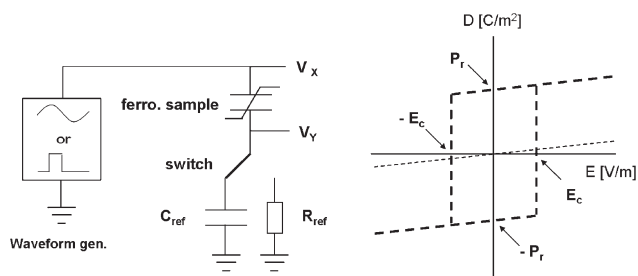 V X
ferro. sample
or
V Y
switch
C ref
R ref
Waveform gen.
D [C/m²]
P r
- E c
E [V/m]
E c
- P r